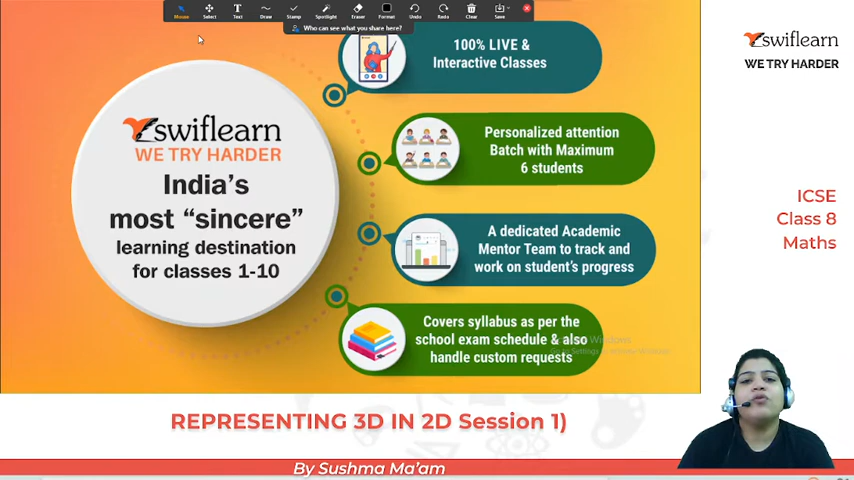 Mouse Select Text Draw Stamp Spotlight Eraser Format Undo Redo Clear Save
Who can see what you share here?
swiflearn
WE TRY HARDER
India's
most “sincere”
learning destination
for classes 1-10
100% LIVE &
Interactive Classes
Personalized attention
Batch with Maximum
6 students
A dedicated Academic
Mentor Team to track and
work on student's progress
Covers syllabus as per the
school exam schedule & also
handle custom requests
swiflearn
WE TRY HARDER
ICSE
Class 8
Maths
REPRESENTING 3D IN 2D Session 1)
By Sushma Ma'am